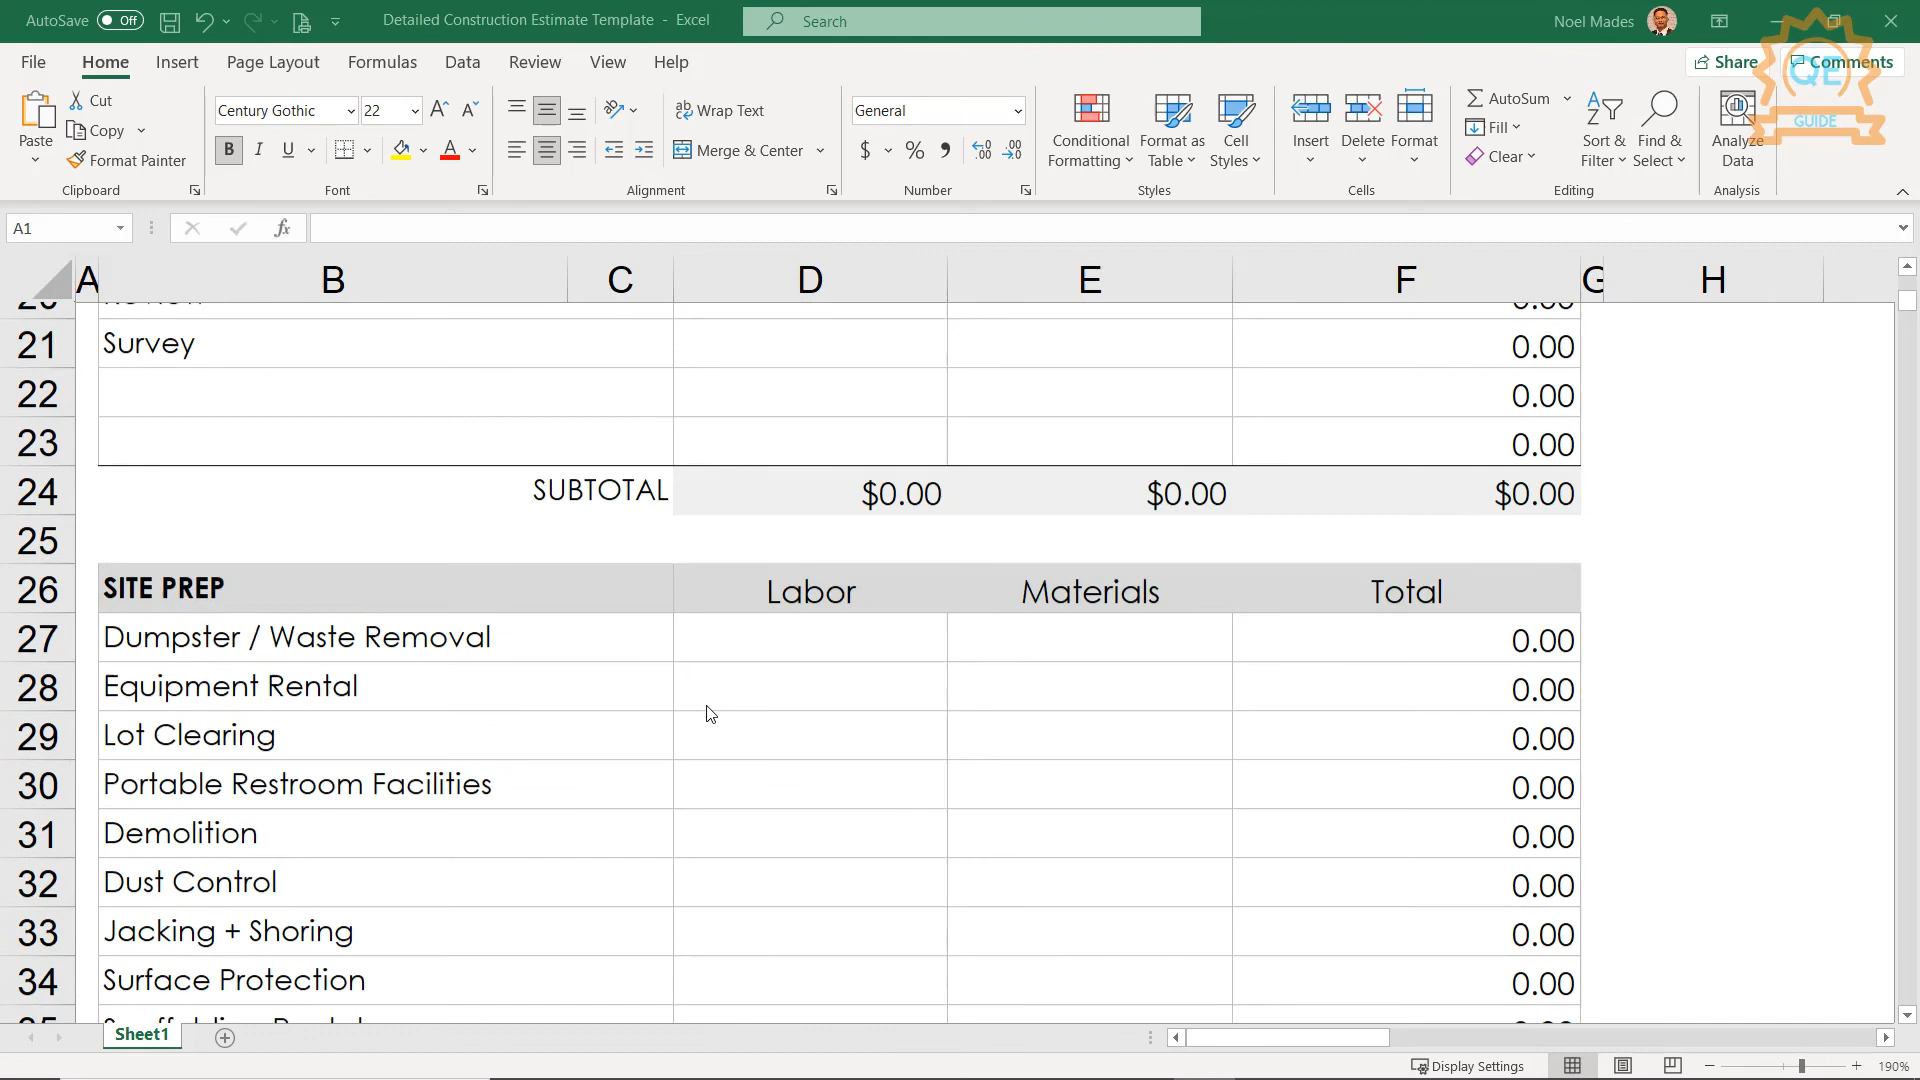 AutoSave Off Detailed Construction Estimate Template - Excel Search Noel Mades
File Home Insert Page Layout Formulas Data Review View Help Share Comments
QE
GUIDE
Paste Cut Copy Format Painter
Clipboard
Century Gothic 22
B I U A
Font
Wrap Text
Merge & Center
Alignment
General
$ % 9
Number
Conditional Formatting Format as Table Cell Styles
Styles
Insert Delete Format
Cells
AutoSum
Fill
Clear
Sort & Filter Find & Select
Editing
Analyze Data
Analysis
A1 fx
A B C D E F G H
21 Survey 0.00
22 0.00
23 0.00
24 SUBTOTAL $0.00 $0.00 $0.00
25
26 SITE PREP Labor Materials Total
27 Dumpster / Waste Removal 0.00
28 Equipment Rental 0.00
29 Lot Clearing 0.00
30 Portable Restroom Facilities 0.00
31 Demolition 0.00
32 Dust Control 0.00
33 Jacking + Shoring 0.00
34 Surface Protection 0.00
Sheet1
Display Settings 190%